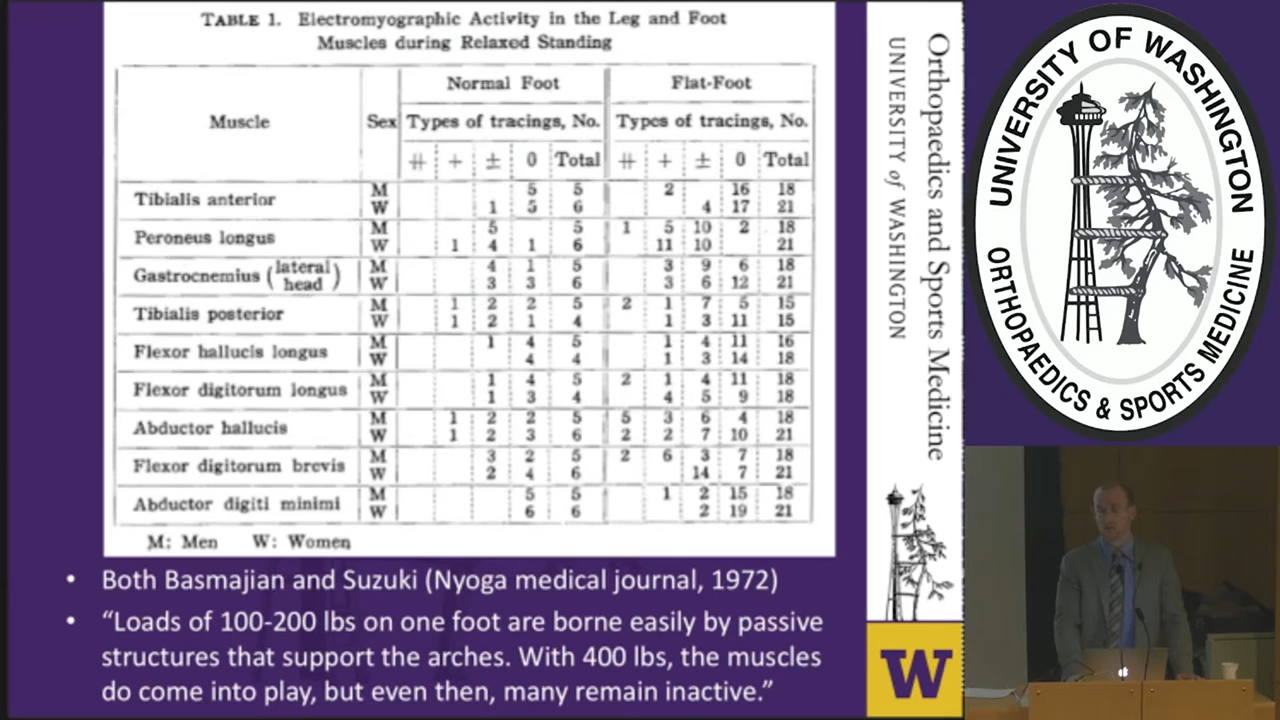 TABLE 1. Electromyographic Activity in the Leg and Foot
Muscles during Relaxed Standing
Muscle Sex Normal Foot Flat-Foot
Types of tracings, No. Types of tracings, No.
⧺ + ± 0 Total ⧺ + ± 0 Total
Tibialis anterior
M 5 5 2 16 18
W 1 5 6 4 17 21
Peroneus longus
M 5 5 1 5 10 2 18
W 1 4 1 6 11 10 21
Gastrocnemius (lateral head)
M 4 1 5 3 9 6 18
W 3 3 6 3 6 12 21
Tibialis posterior
M 1 2 2 5 2 1 7 5 15
W 1 2 1 4 1 3 11 15
Flexor hallucis longus
M 1 4 5 1 4 11 16
W 4 4 1 3 14 18
Flexor digitorum longus
M 1 4 5 2 1 4 11 18
W 1 3 4 4 5 9 18
Abductor hallucis
M 1 2 2 5 5 3 6 4 18
W 1 2 3 6 2 2 7 10 21
Flexor digitorum brevis
M 3 2 5 2 6 3 7 18
W 2 4 6 14 7 21
Abductor digiti minimi
M 5 5 1 2 15 18
W 6 6 2 19 21
M: Men W: Women
• Both Basmajian and Suzuki (Nyoga medical journal, 1972)
• “Loads of 100-200 lbs on one foot are borne easily by passive
structures that support the arches. With 400 lbs, the muscles
do come into play, but even then, many remain inactive.”
Orthopaedics and Sports Medicine
UNIVERSITY of WASHINGTON
W
UNIVERSITY OF WASHINGTON
ORTHOPAEDICS & SPORTS MEDICINE